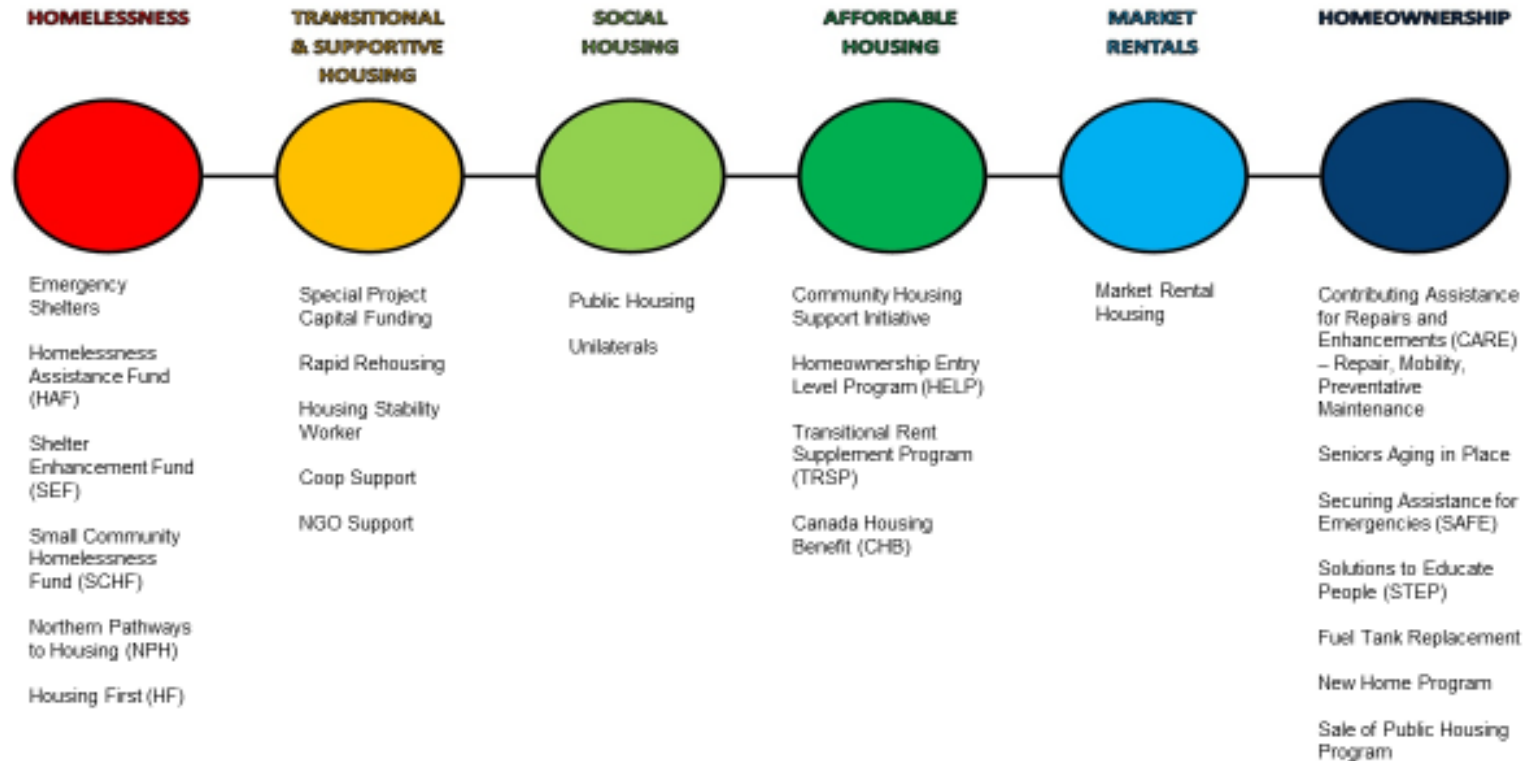 HOMELESSNESS
TRANSITIONAL
& SUPPORTIVE
HOUSING
SOCIAL
HOUSING
AFFORDABLE
HOUSING
MARKET
RENTALS
HOMEOWNERSHIP
Emergency
Shelters
Homelessness
Assistance Fund
(HAF)
Shelter
Enhancement Fund
(SEF)
Small Community
Homelessness
Fund (SCHF)
Northern Pathways
to Housing (NPH)
Housing First (HF)
Special Project
Capital Funding
Rapid Rehousing
Housing Stability
Worker
Coop Support
NGO Support
Public Housing
Unilaterals
Community Housing
Support Initiative
Homeownership Entry
Level Program (HELP)
Transitional Rent
Supplement Program
(TRSP)
Canada Housing
Benefit (CHB)
Market Rental
Housing
Contributing Assistance
for Repairs and
Enhancements (CARE)
– Repair, Mobility,
Preventative
Maintenance
Seniors Aging in Place
Securing Assistance for
Emergencies (SAFE)
Solutions to Educate
People (STEP)
Fuel Tank Replacement
New Home Program
Sale of Public Housing
Program